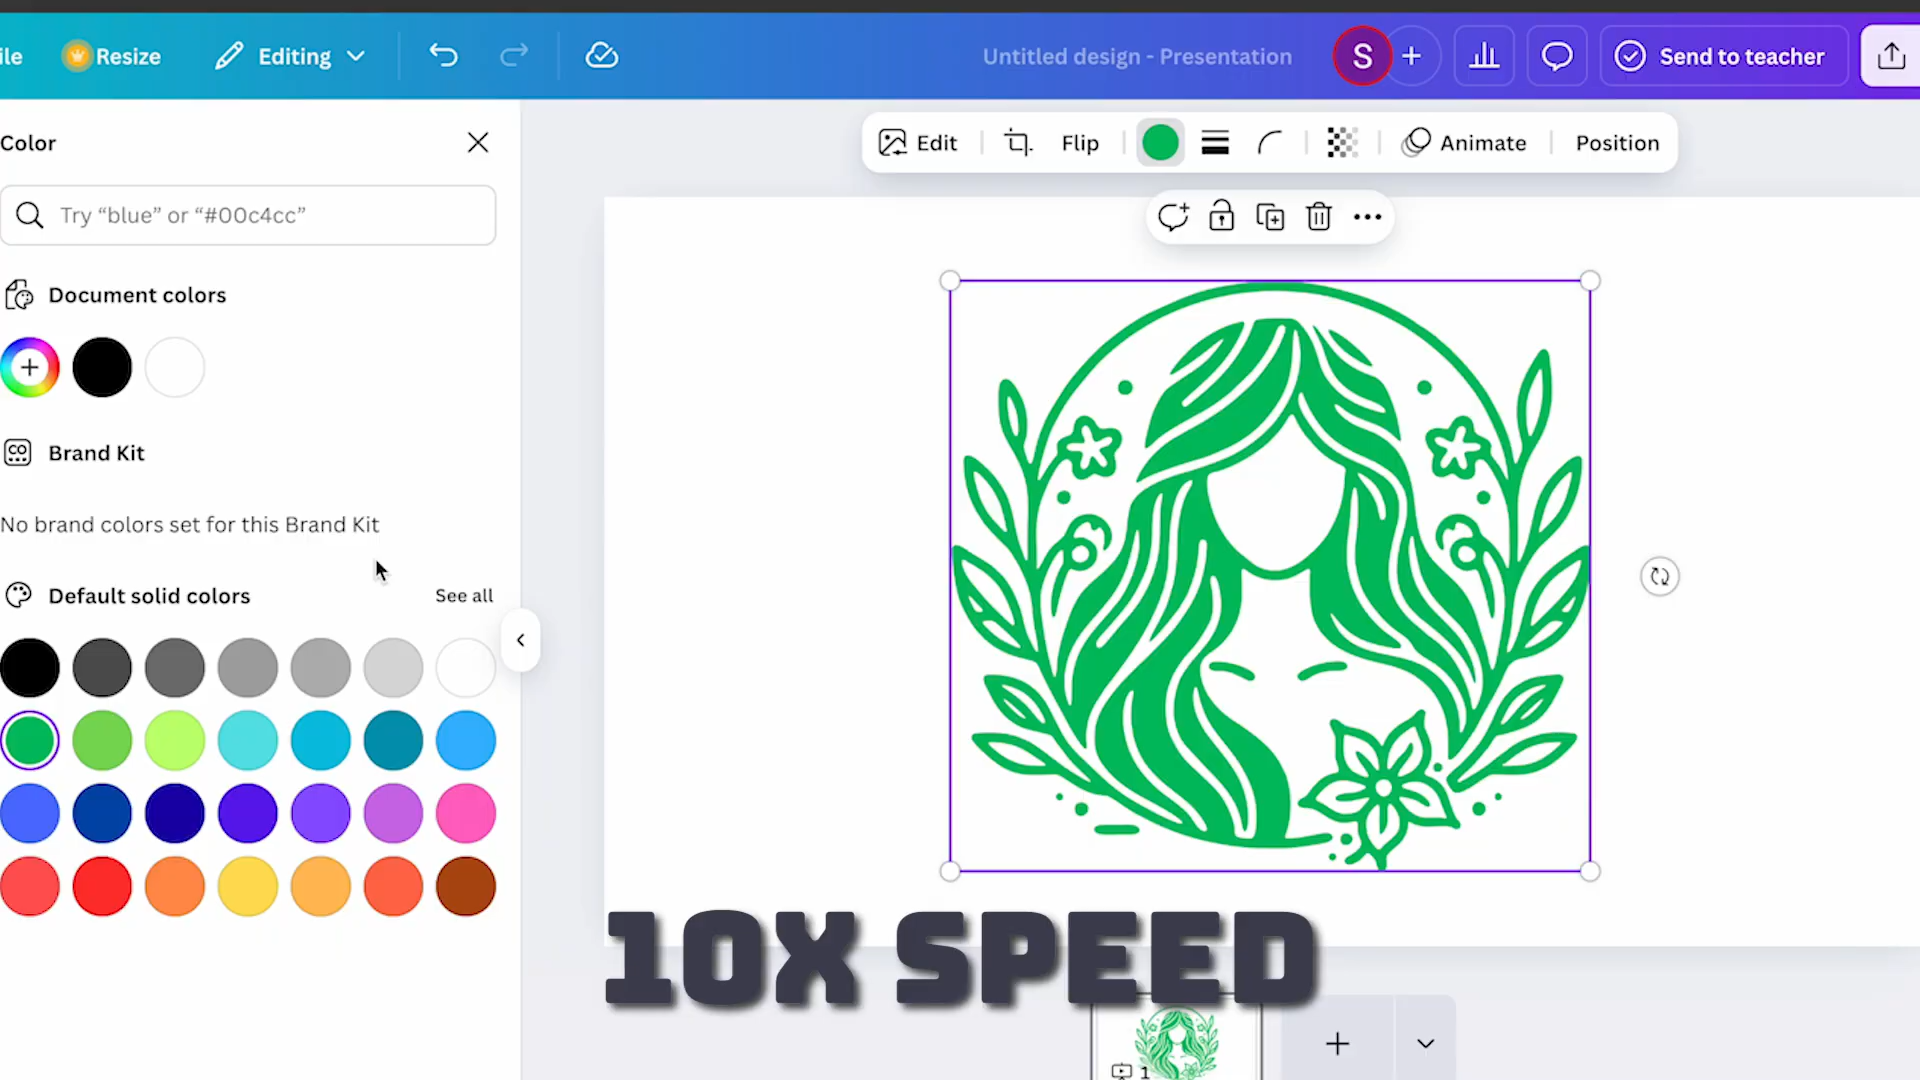 ile Resize Editing Untitled design - Presentation S Send to teacher
Color
Edit Flip Animate Position
Try “blue” or “#00c4cc”
Document colors
Brand Kit
No brand colors set for this Brand Kit
Default solid colors See all
10X SPEED
1